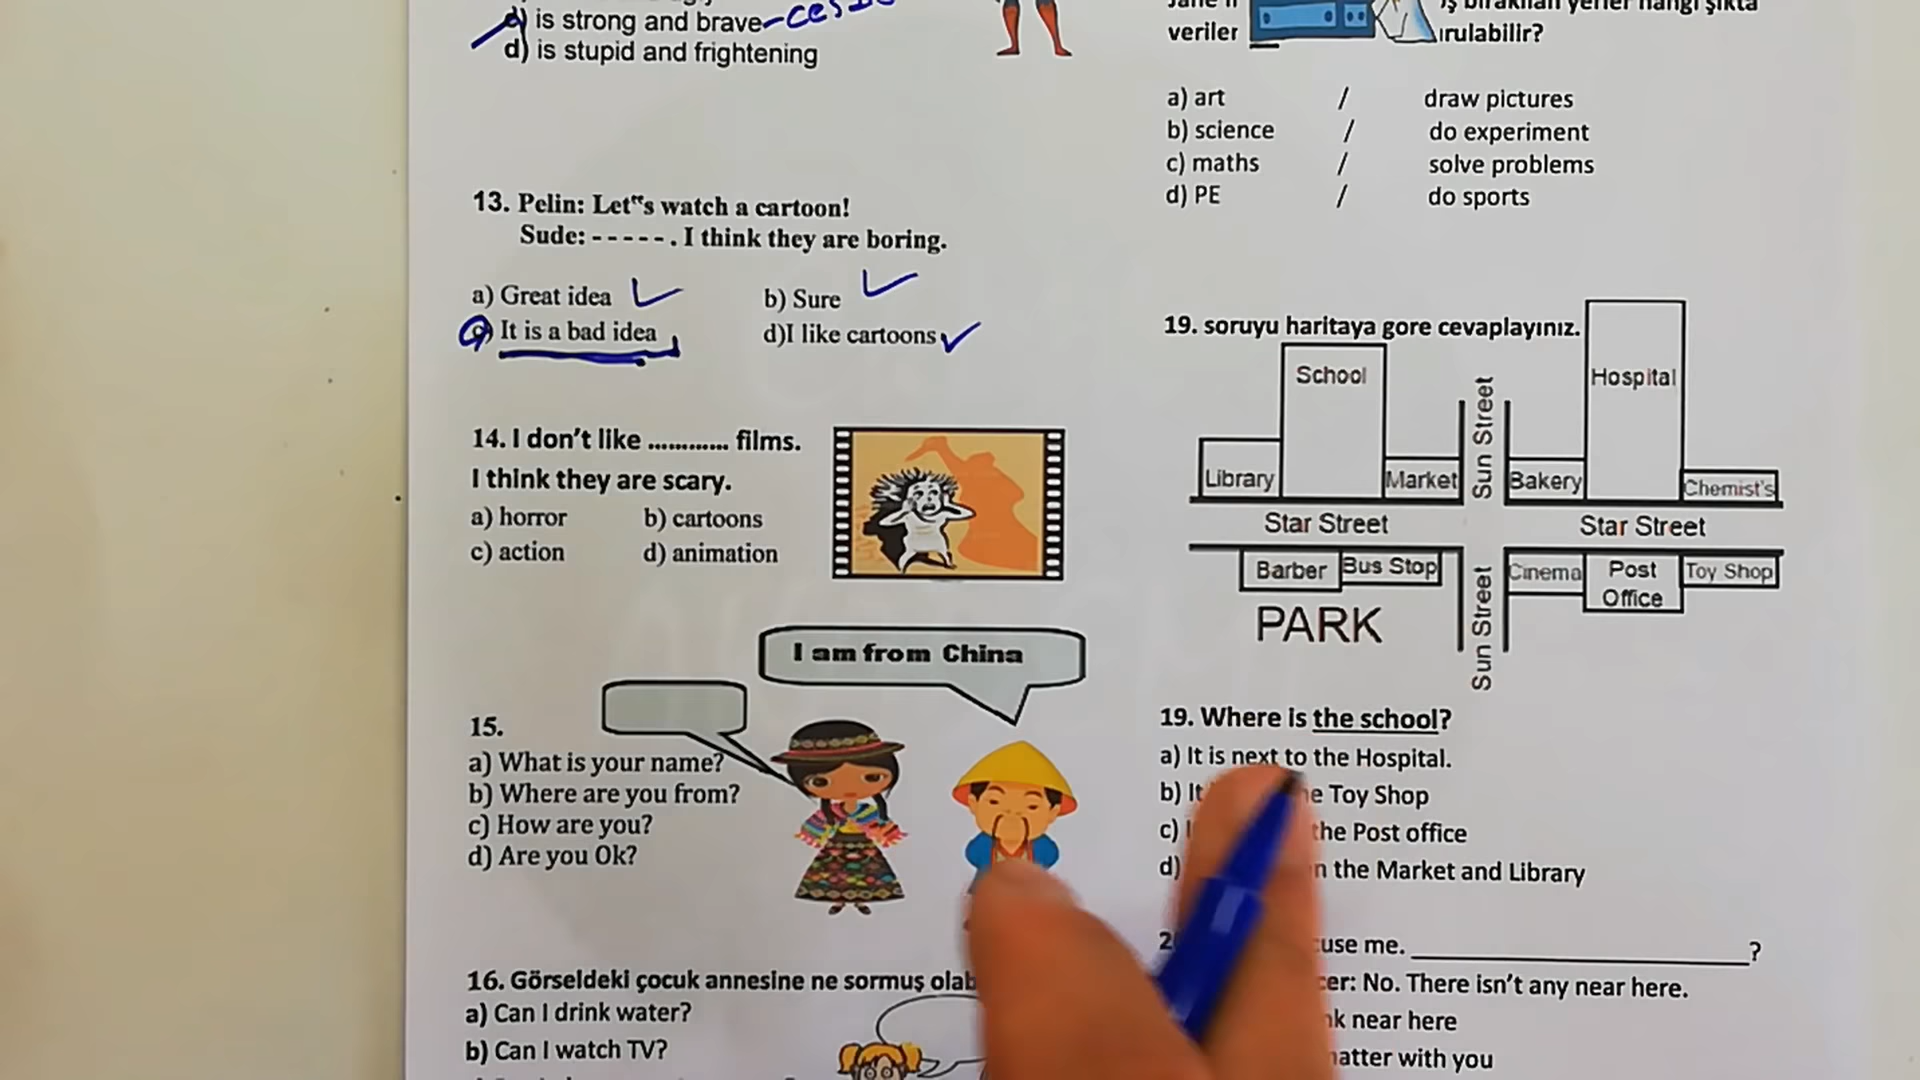 is strong and brave
d) is stupid and frightening
13. Pelin: Let‟‟s watch a cartoon!
Sude: - - - - - . I think they are boring.
a) Great idea
b) Sure
c) It is a bad idea
d)I like cartoons
14. I don't like ............ films.
I think they are scary.
a) horror
b) cartoons
c) action
d) animation
I am from China
15.
a) What is your name?
b) Where are you from?
c) How are you?
d) Are you Ok?
16. Görseldeki çocuk annesine ne sormuş
a) Can I drink water?
b) Can I watch TV?
veriler
a) art / draw pictures
b) science / do experiment
c) maths / solve problems
d) PE / do sports
19. soruyu haritaya gore cevaplayınız.
School
Hospital
Library
Market
Sun Street
Bakery
Chemist's
Star Street
Star Street
Barber
Bus Stop
Sun Street
Cinema
Post Office
Toy Shop
PARK
19. Where is the school?
a) It is next to the Hospital.
b) It Toy Shop
c) the Post office
d) the Market and Library
me. ?
No. There isn't any near here.
near here
with you